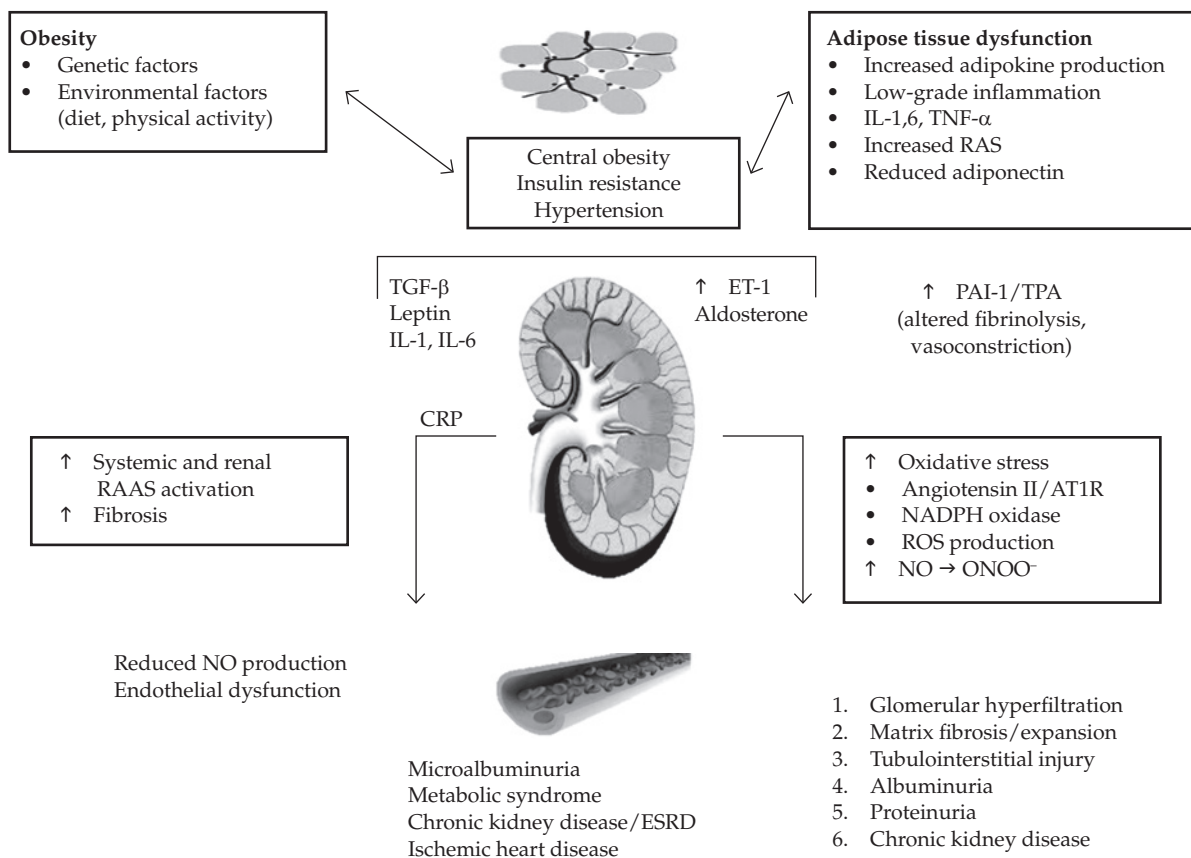 Obesity
• Genetic factors
• Environmental factors
(diet, physical activity)
Adipose tissue dysfunction
• Increased adipokine production
• Low-grade inflammation
• IL-1,6, TNF-α
• Increased RAS
• Reduced adiponectin
Central obesity
Insulin resistance
Hypertension
TGF-β
Leptin
IL-1, IL-6
↑ ET-1
Aldosterone
↑ PAI-1/TPA
(altered fibrinolysis,
vasoconstriction)
CRP
↑ Systemic and renal
RAAS activation
↑ Fibrosis
↑ Oxidative stress
• Angiotensin II/AT1R
• NADPH oxidase
• ROS production
↑ NO → ONOO⁻
Reduced NO production
Endothelial dysfunction
Microalbuminuria
Metabolic syndrome
Chronic kidney disease/ESRD
Ischemic heart disease
1. Glomerular hyperfiltration
2. Matrix fibrosis/expansion
3. Tubulointerstitial injury
4. Albuminuria
5. Proteinuria
6. Chronic kidney disease